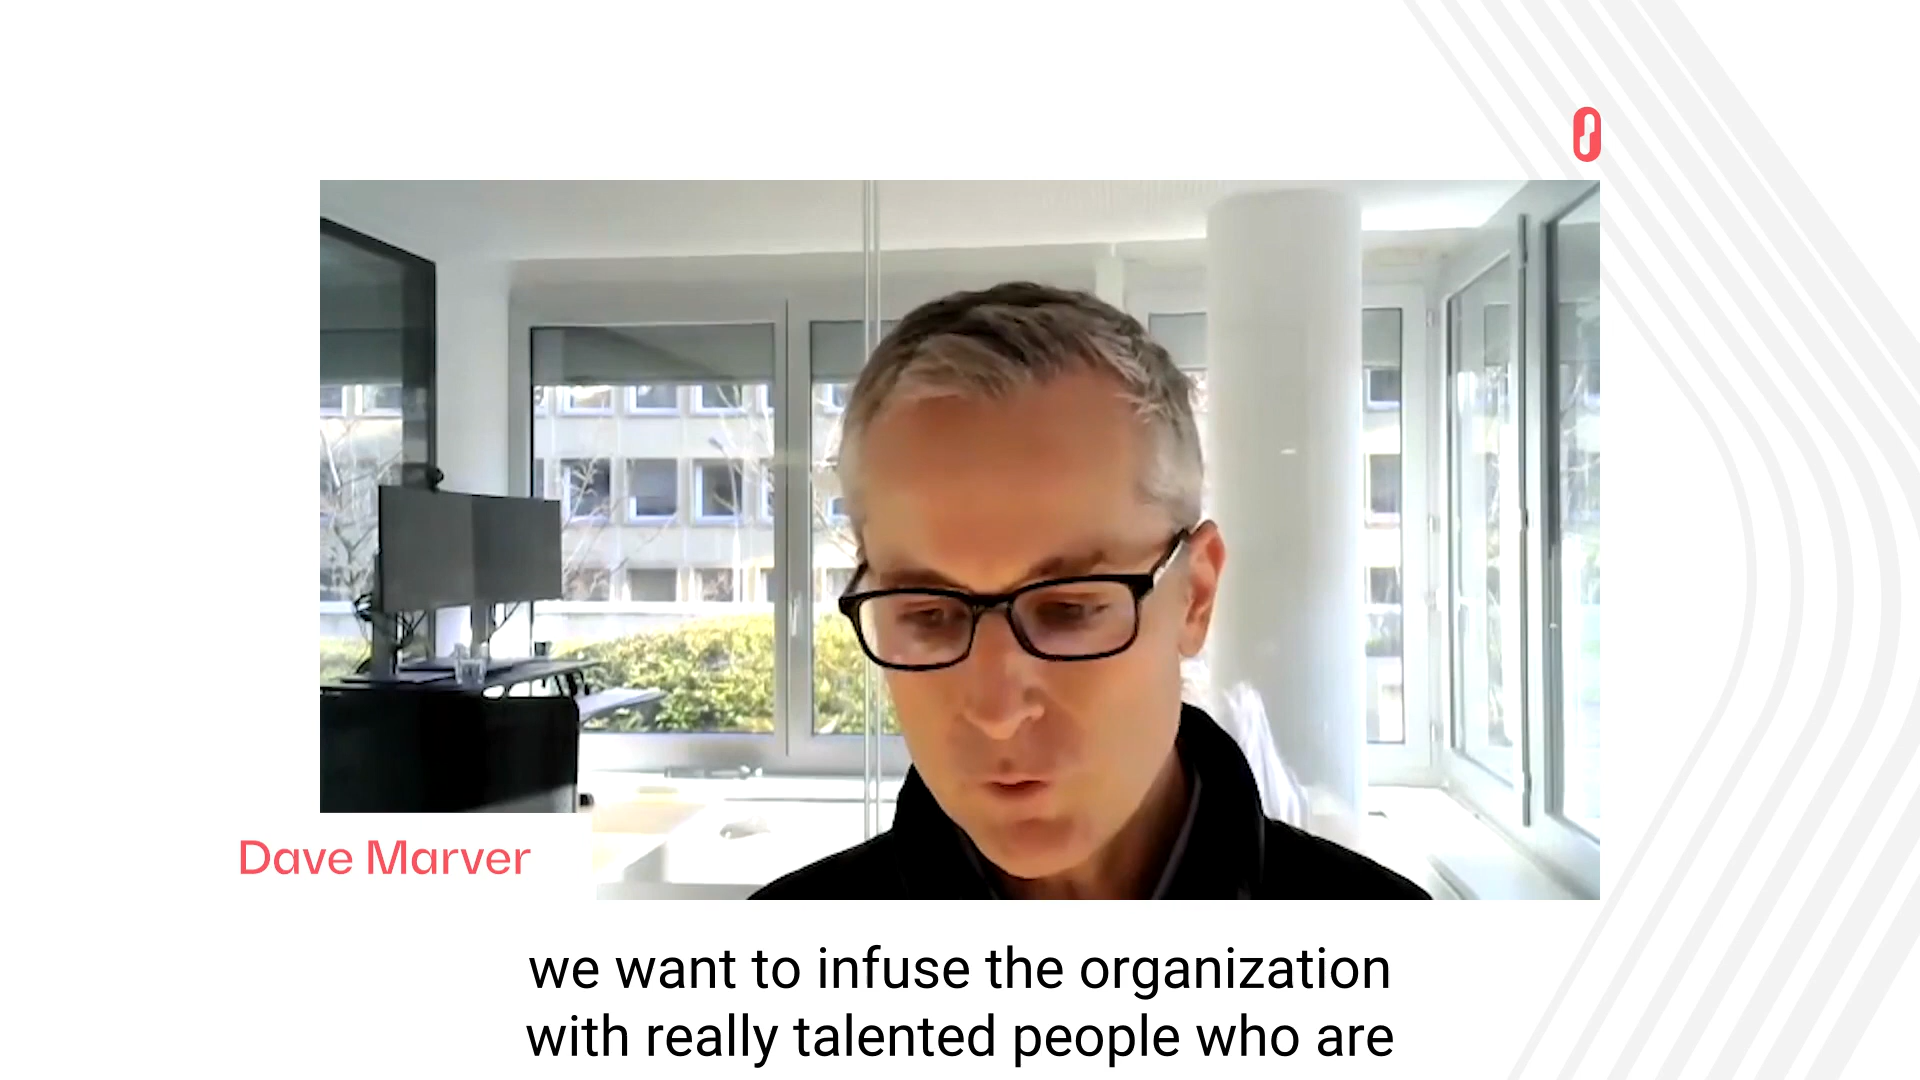 Dave Marver
we want to infuse the organization
with really talented people who are